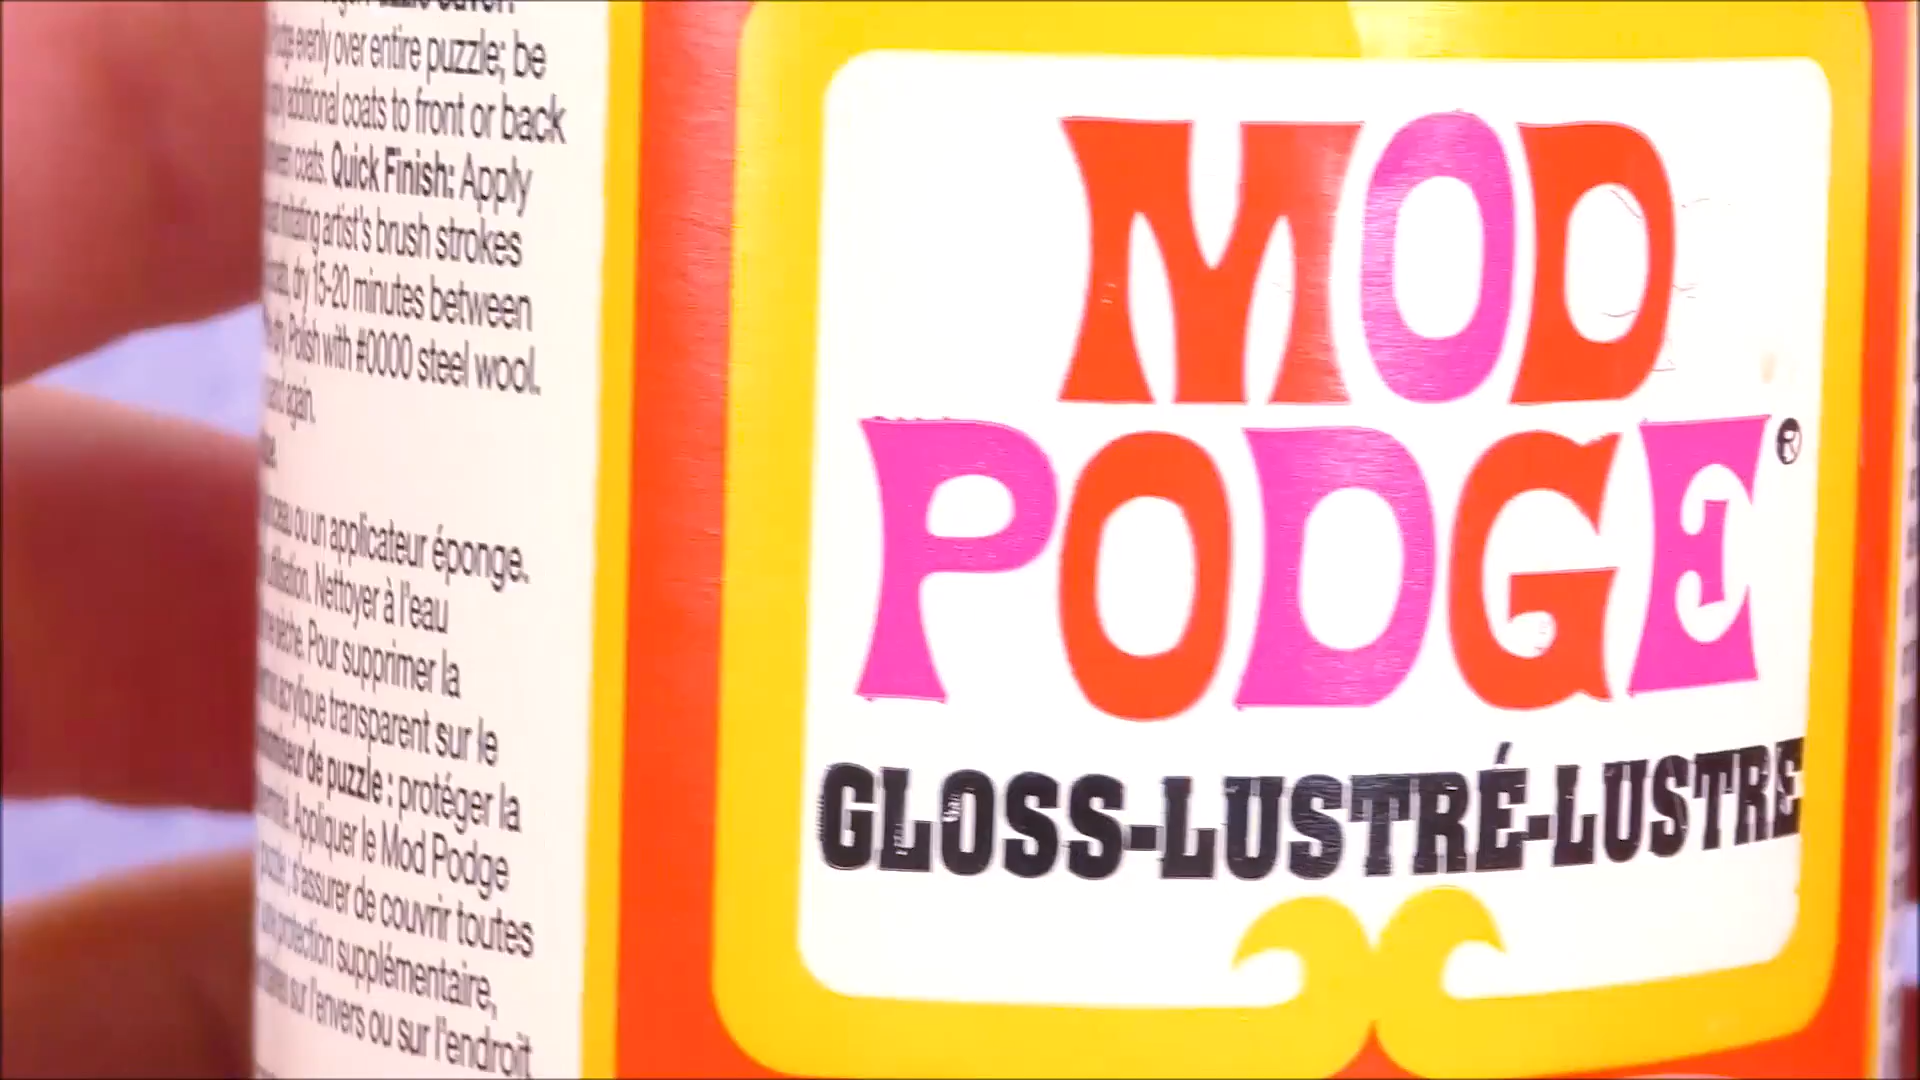 evenly over entire puzzle; be
additional coats to front or back
coats. Quick Finish: Apply
artist's brush strokes
dry 15-20 minutes between
Polish with #0000 steel wool.
again.
ou un applicateur éponge.
Nettoyer à l'eau
Pour supprimer la
acrylique transparent sur le
de puzzle : protéger la
Appliquer le Mod Podge
s'assurer de couvrir toutes
protection supplémentaire,
sur l'envers ou sur l'endroit
MOD
PODGE®
GLOSS-LUSTRÉ-LUSTRE